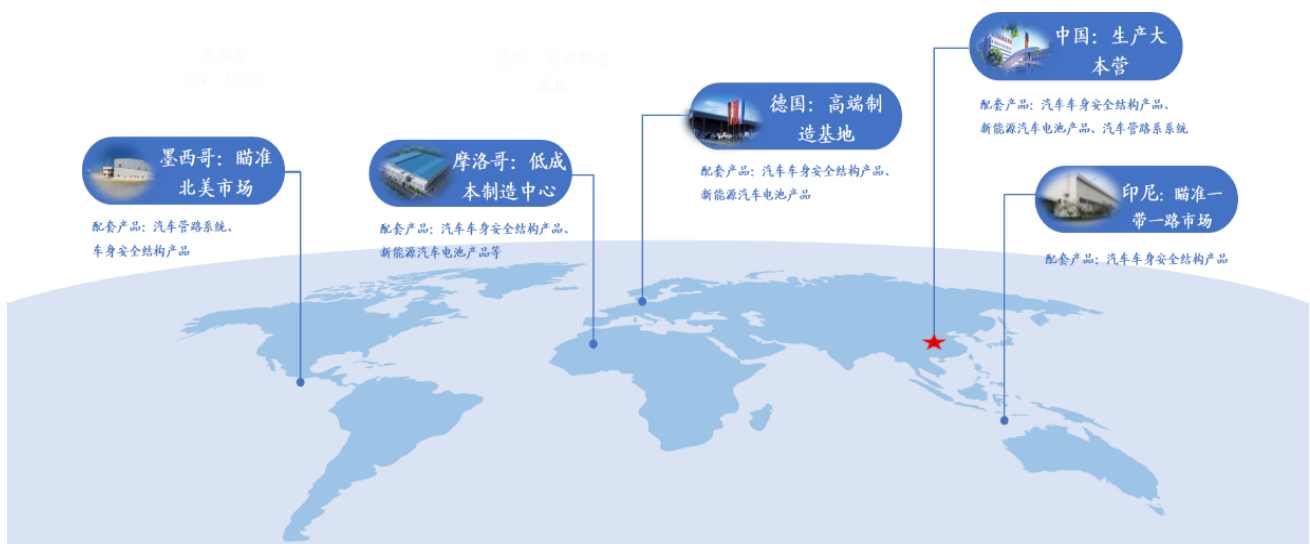 中国：生产大
本营
配套产品：汽车车身安全结构产品、
新能源汽车电池产品、汽车管路系系统
德国：高端制
造基地
配套产品：汽车车身安全结构产品、
新能源汽车电池产品
墨西哥：瞄准
北美市场
配套产品：汽车管路系统、
车身安全结构产品
摩洛哥：低成
本制造中心
配套产品：汽车车身安全结构产品、
新能源汽车电池产品等
印尼：瞄准一
带一路市场
配套产品：汽车车身安全结构产品